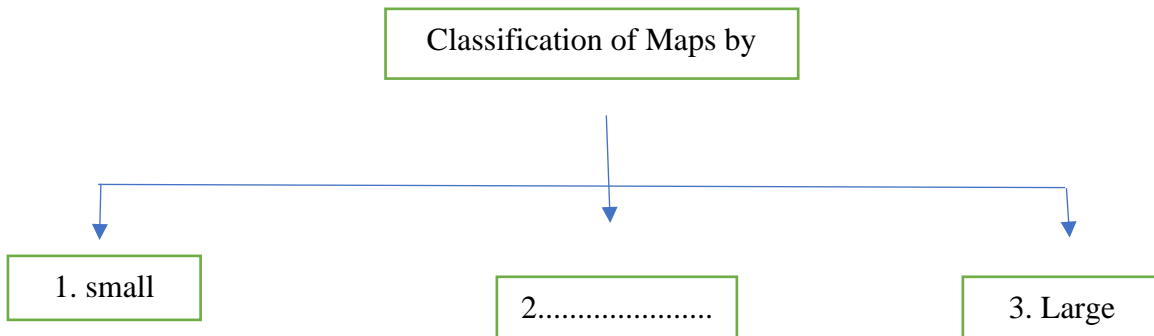 Classification of Maps by
1. small
2......................
3. Large